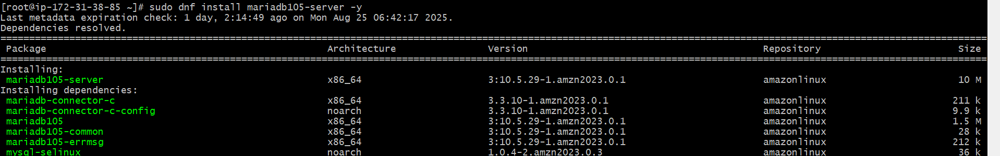 [root@ip-172-31-38-85 ~]# sudo dnf install mariadb105-server -y
Last metadata expiration check: 1 day, 2:14:49 ago on Mon Aug 25 06:42:17 2025.
Dependencies resolved.
================================================================================================================================================================================
Package Architecture Version Repository Size
================================================================================================================================================================================
Installing:
mariadb105-server x86_64 3:10.5.29-1.amzn2023.0.1 amazonlinux 10 M
Installing dependencies:
mariadb-connector-c x86_64 3.3.10-1.amzn2023.0.1 amazonlinux 211 k
mariadb-connector-c-config noarch 3.3.10-1.amzn2023.0.1 amazonlinux 9.9 k
mariadb105 x86_64 3:10.5.29-1.amzn2023.0.1 amazonlinux 1.5 M
mariadb105-common x86_64 3:10.5.29-1.amzn2023.0.1 amazonlinux 28 k
mariadb105-errmsg x86_64 3:10.5.29-1.amzn2023.0.1 amazonlinux 212 k
mysql-selinux noarch 1.0.4-2.amzn2023.0.3 amazonlinux 36 k